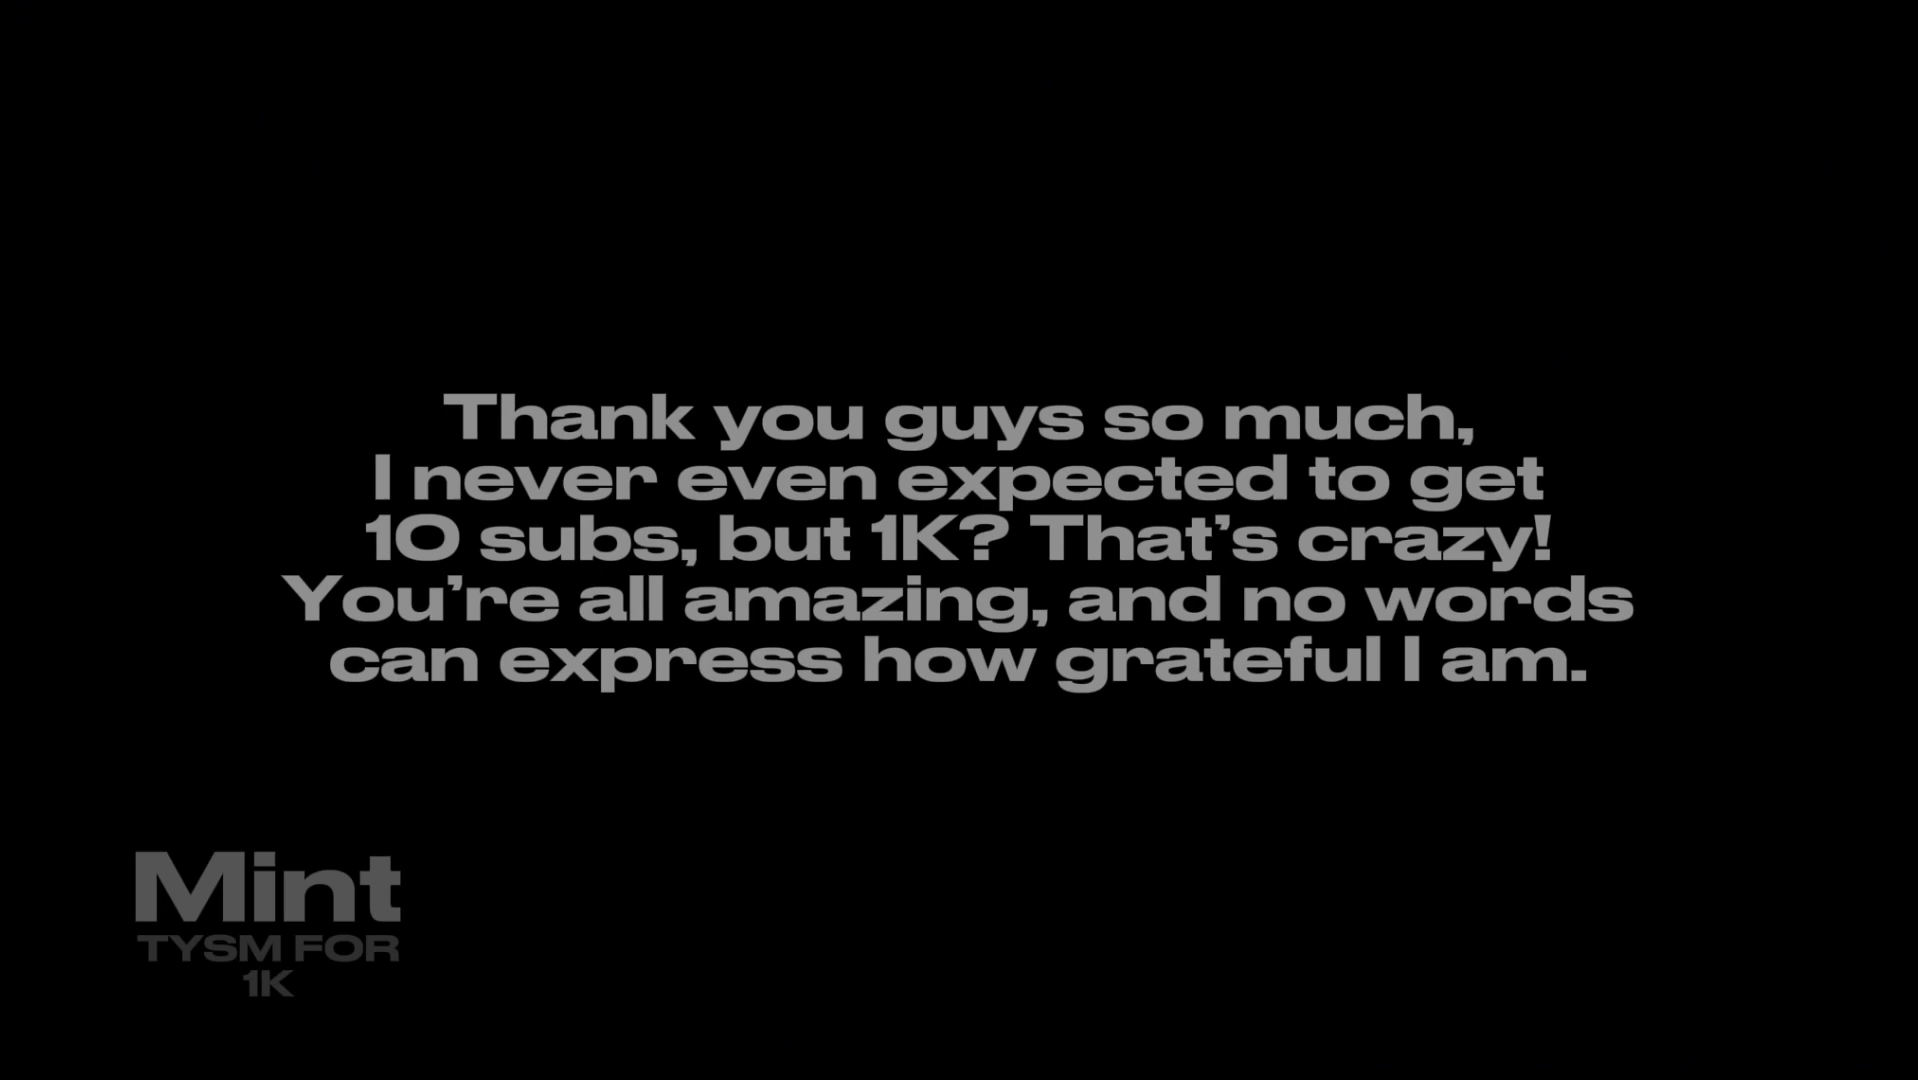 Thank you guys so much,
I never even expected to get
10 subs, but 1K? That’s crazy!
You’re all amazing, and no words
can express how grateful I am.
Mint
TYSM FOR
1K